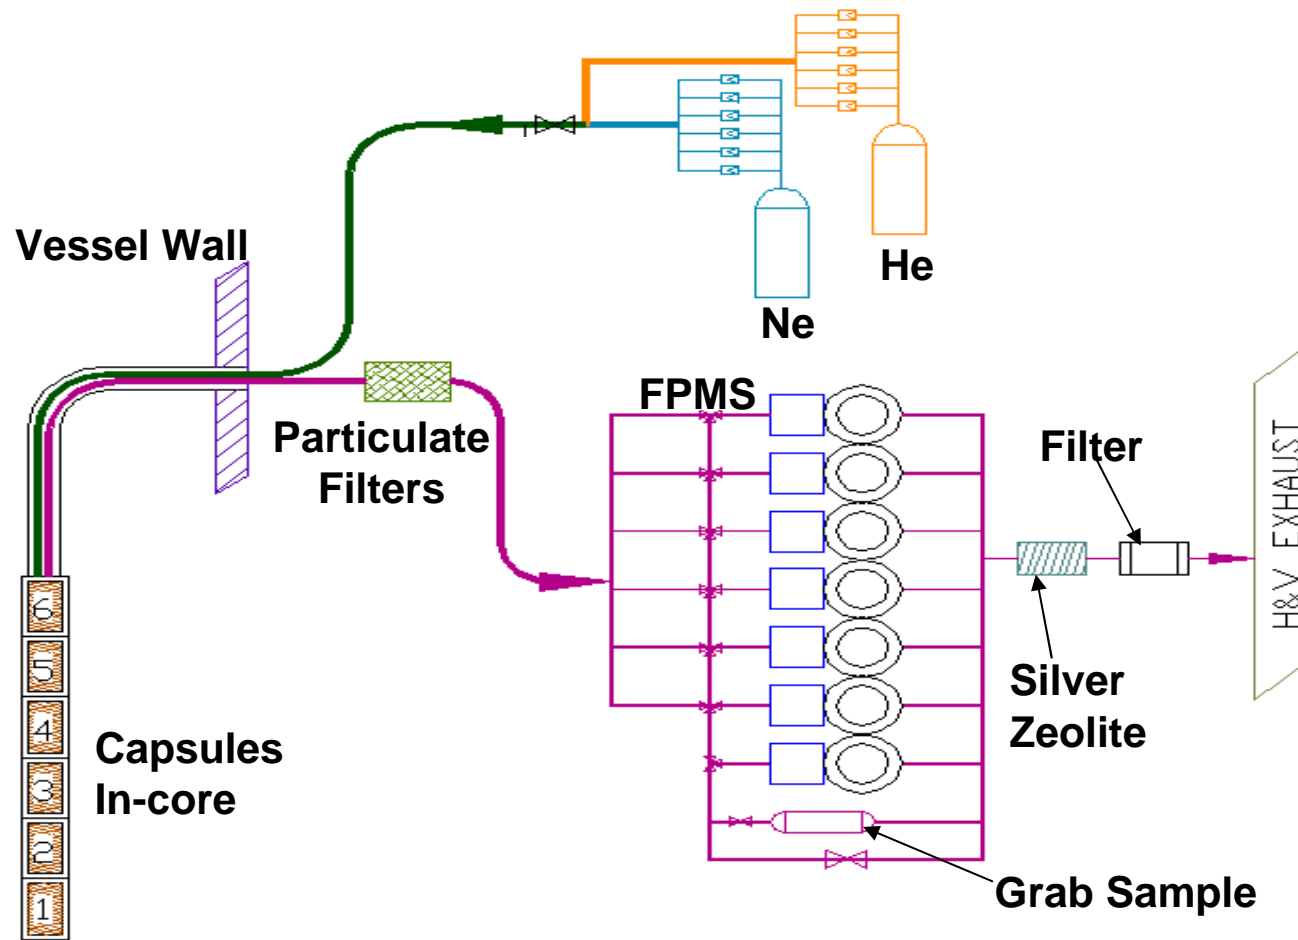 He
Ne
Vessel Wall
Particulate
Filters
FPMS
Filter
H&V EXHAUST
Silver
Zeolite
Grab Sample
Capsules
In-core
6
5
4
3
2
1